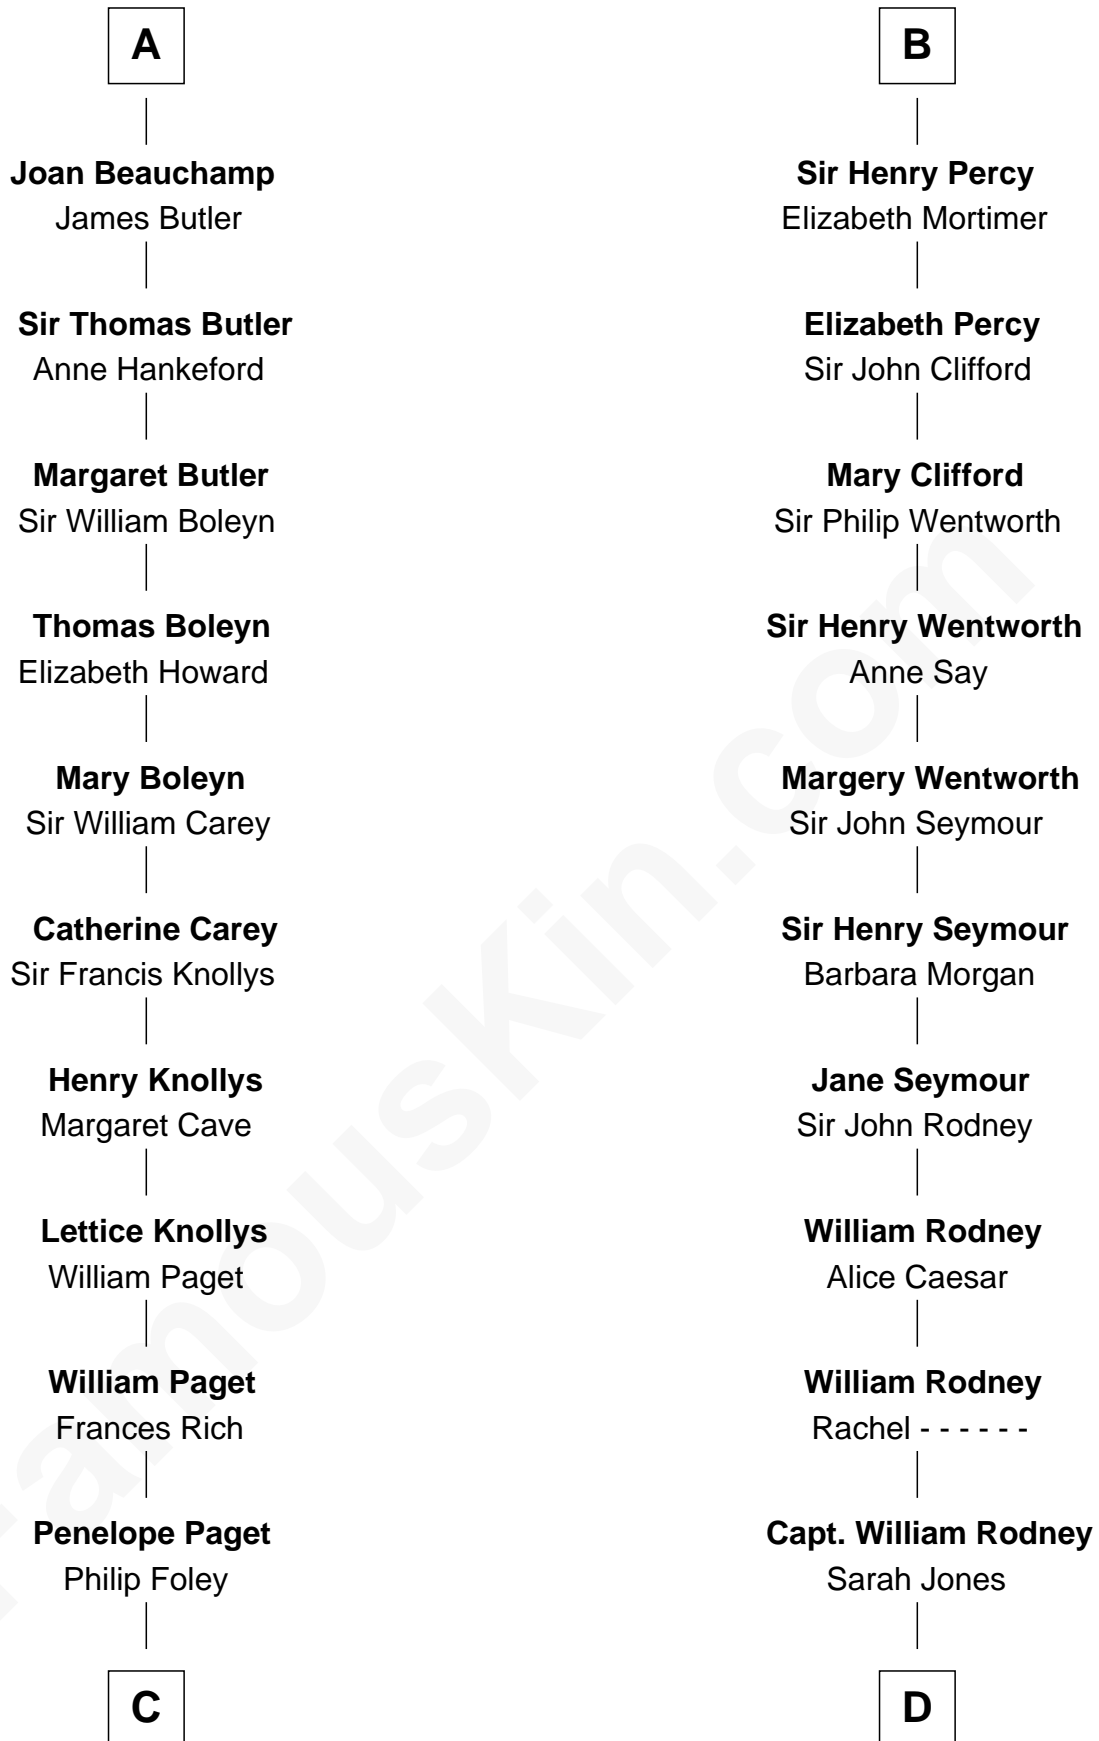 A
Joan Beauchamp
James Butler
Sir Thomas Butler
Anne Hankeford
Margaret Butler
Sir William Boleyn
Thomas Boleyn
Elizabeth Howard
Mary Boleyn
Sir William Carey
Catherine Carey
Sir Francis Knollys
Henry Knollys
Margaret Cave
Lettice Knollys
William Paget
William Paget
Frances Rich
Penelope Paget
Philip Foley
C
B
Sir Henry Percy
Elizabeth Mortimer
Elizabeth Percy
Sir John Clifford
Mary Clifford
Sir Philip Wentworth
Sir Henry Wentworth
Anne Say
Margery Wentworth
Sir John Seymour
Sir Henry Seymour
Barbara Morgan
Jane Seymour
Sir John Rodney
William Rodney
Alice Caesar
William Rodney
Rachel - - - - - -
Capt. William Rodney
Sarah Jones
D
FamousKin.com